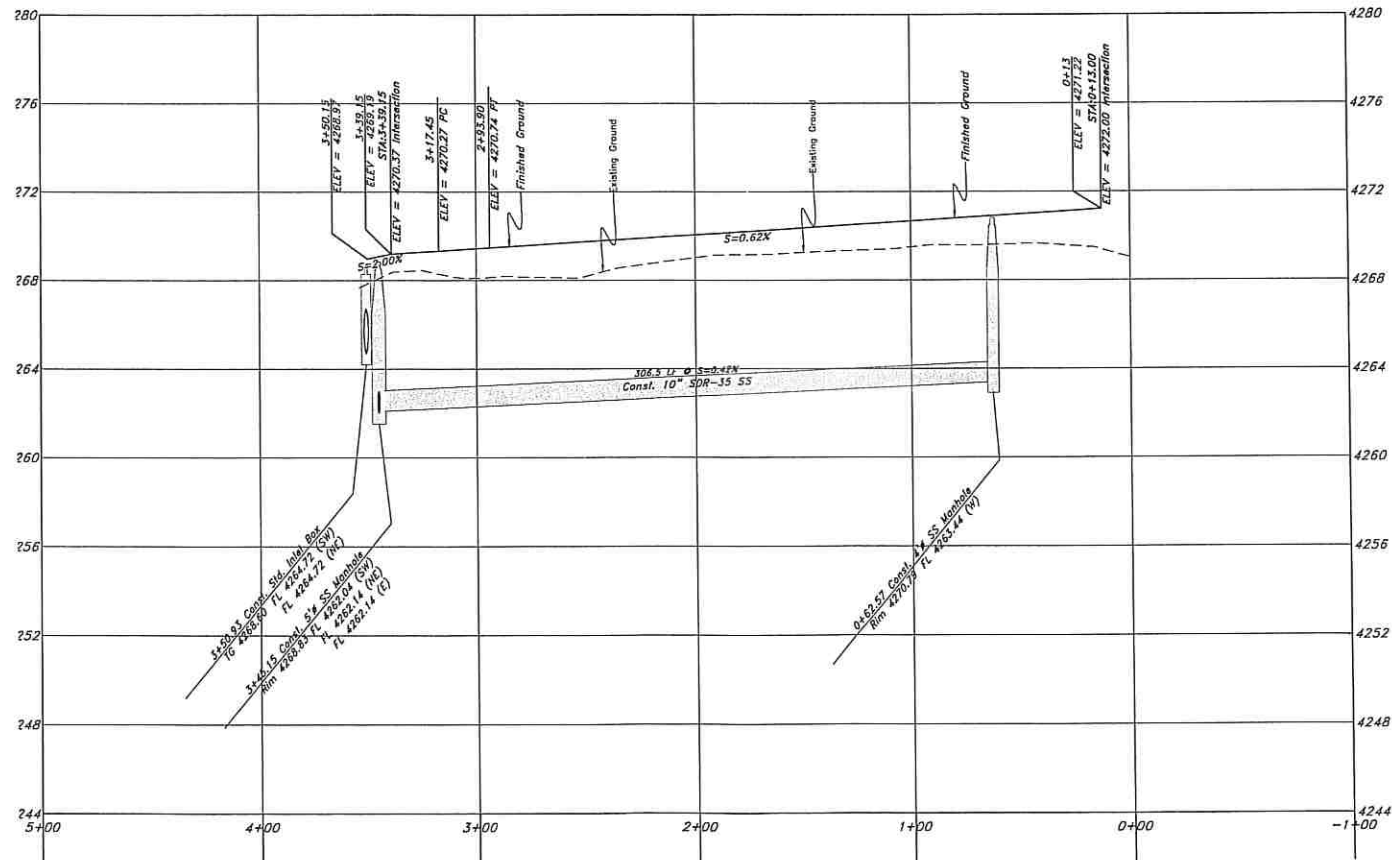 280
276
272
268
264
260
256
252
248
244
4280
4276
4272
4268
4264
4260
4256
4252
4248
4244
3+50.15
ELEV = 4268.97
3+39.15
ELEV = 4269.19
STA:3+39.15
ELEV = 4270.37 Intersection
3+17.45
ELEV = 4270.27 PC
2+93.90
ELEV = 4270.74 PT
Finished Ground
Existing Ground
Existing Ground
Finished Ground
0+13
ELEV = 4271.22
STA:0+13.00
ELEV = 4272.00 Intersection
S=2.00%
S=0.62%
306.5 LF @ S=0.42%
Const. 10" SDR-35 SS
3+50.93 Const. Std. Inlet Box
TG 4268.60 FL 4264.72 (SW)
FL 4264.72 (NE)
3+45.15 Const. 5'ø SS Manhole
Rim 4268.83 FL 4262.04 (SW)
FL 4262.14 (NE)
FL 4262.14 (E)
0+62.57 Const. 4'ø SS Manhole
Rim 4270.79 FL 4263.44 (W)
5+00
4+00
3+00
2+00
1+00
0+00
-1+00